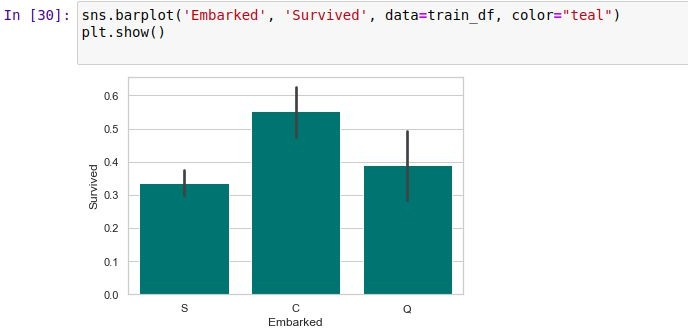 In [30]: sns.barplot('Embarked', 'Survived', data=train_df, color="teal")
plt.show()
0.6
0.5
0.4
0.3
0.2
0.1
0.0
Survived
S C Q
Embarked